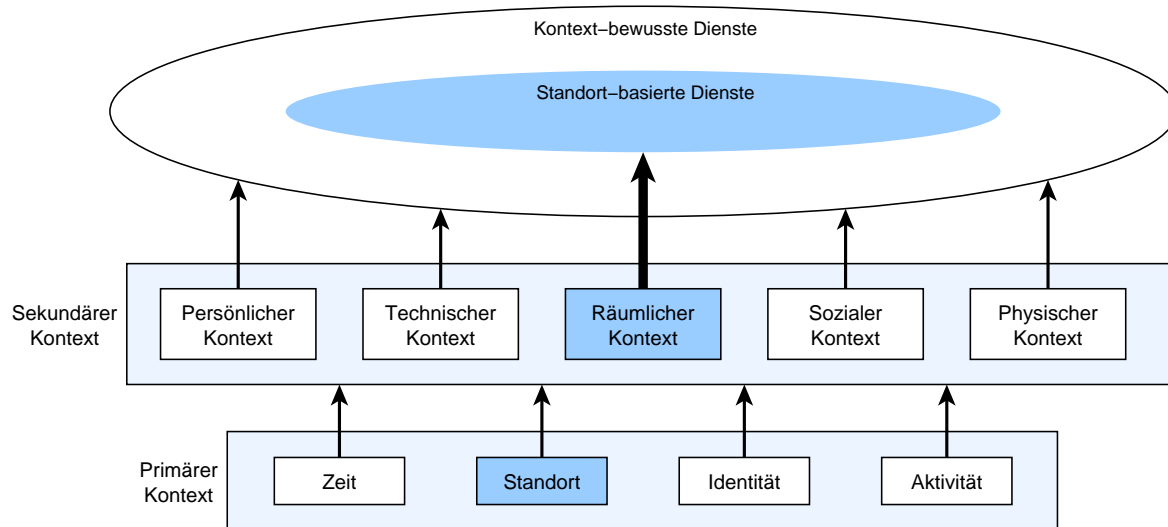 Kontext–bewusste Dienste
Standort–basierte Dienste
Sekundärer
Kontext
Persönlicher
Kontext
Technischer
Kontext
Räumlicher
Kontext
Sozialer
Kontext
Physischer
Kontext
Primärer
Kontext
Zeit
Standort
Identität
Aktivität